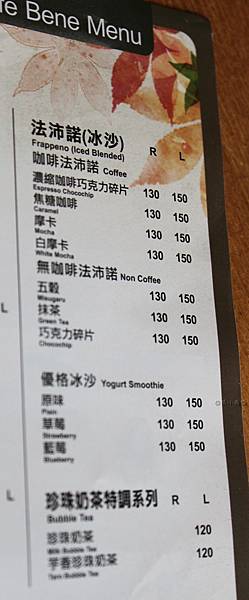 fe Bene Menu
法沛諾(冰沙) R L
Frappeno (Iced Blended)
咖啡法沛諾 Coffee
濃縮咖啡巧克力碎片 130 150
Espresso Chocochip
焦糖咖啡 130 150
Caramel
摩卡 130 150
Mocha
白摩卡 130 150
White Mocha
無咖啡法沛諾 Non Coffee
五穀 130 150
Misugaru
抹茶 130 150
Green Tea
巧克力碎片 130 150
Chocochip
優格冰沙 Yogurt Smoothie
原味 130 150
Plain
草莓 130 150
Strawberry
藍莓 130 150
Blueberry
珍珠奶茶特調系列 R L
Bubble Tea
珍珠奶茶 120
Milk Bubble Tea
芋香珍珠奶茶 120
Taro Bubble Tea
L
L